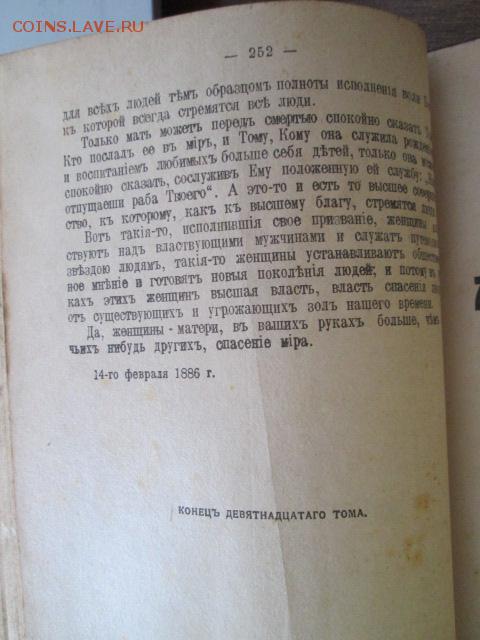 COINS.LAVE.RU
— 252 —
для всѣхъ людей тѣмъ образцомъ полноты исполненія воли
къ которой всегда стремятся всѣ люди.
Только мать можетъ передъ смертью спокойно сказать
Кто послалъ ее въ міръ, и Тому, Кому она служила
и воспитаніемъ любимыхъ больше себя дѣтей, только она
спокойно сказать, сослуживъ Ему положенную ей службу:
отпущаеши раба Твоего“. А это-то и есть то высшее
ство, къ которому, какъ къ высшему благу, стремятся
Вотъ такія-то, исполнившія свое призваніе, женщины
ствуютъ надъ властвующими мужчинами и служатъ
звѣздою людямъ, такія-то женщины устанавливаютъ
ное мнѣніе и готовятъ новыя поколѣнія людей; и потому въ
кахъ этихъ женщинъ высшая власть, власть спасенія
отъ существующихъ и угрожающихъ золъ нашего времени.
Да, женщины - матери, въ вашихъ рукахъ больше, чѣмъ
чьихъ нибудь другихъ, спасеніе міра.
14-го февраля 1886 г.
КОНЕЦЪ ДЕВЯТНАДЦАТАГО ТОМА.